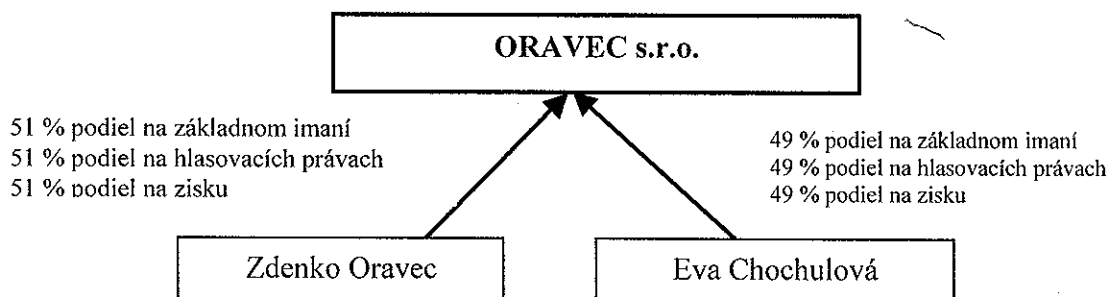 ORAVEC s.r.o.
51 % podiel na základnom imaní
51 % podiel na hlasovacích právach
51 % podiel na zisku
49 % podiel na základnom imaní
49 % podiel na hlasovacích právach
49 % podiel na zisku
Zdenko Oravec
Eva Chochulová